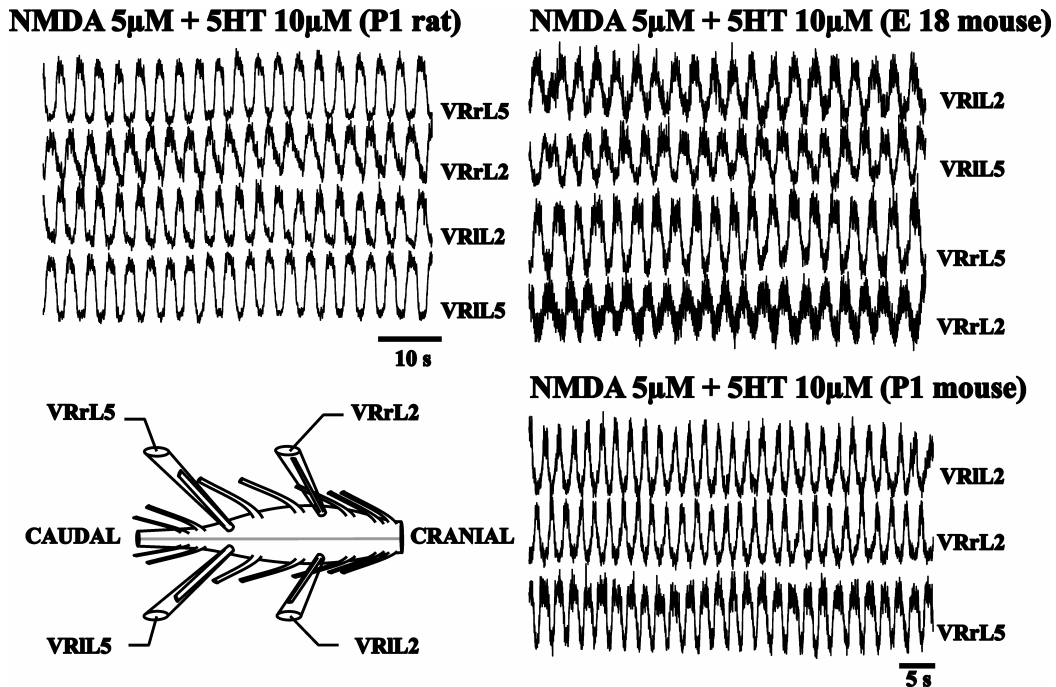 NMDA 5µM + 5HT 10µM (P1 rat)
VRrL5
VRrL2
VRlL2
VRlL5
10 s
NMDA 5µM + 5HT 10µM (E 18 mouse)
VRlL2
VRlL5
VRrL5
VRrL2
VRrL5
VRrL2
CAUDAL
CRANIAL
VRlL5
VRlL2
NMDA 5µM + 5HT 10µM (P1 mouse)
VRlL2
VRrL2
VRrL5
5 s